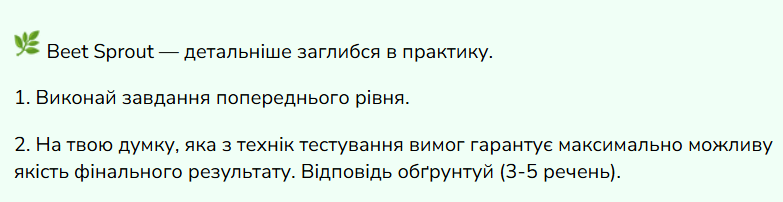 Beet Sprout — детальніше заглибся в практику.
1. Виконай завдання попереднього рівня.
2. На твою думку, яка з технік тестування вимог гарантує максимально можливу
якість фінального результату. Відповідь обґрунтуй (3-5 речень).